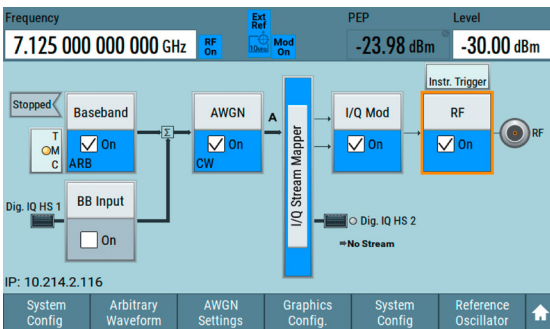 Frequency
Ext
Ref
PEP
Level
7.125 000 000 000 GHz
RF
On
10MHz
Mod
On
-23.98 dBm
-30.00 dBm
Instr. Trigger
Stopped
Baseband
AWGN
A
I/Q Mod
RF
T
M
C
On
ARB
Σ
On
CW
I/Q Stream Mapper
On
On
RF
Dig. IQ HS 1
BB Input
On
Dig. IQ HS 2
⇒No Stream
IP: 10.214.2.116
System
Config
Arbitrary
Waveform
AWGN
Settings
Graphics
Config.
System
Config
Reference
Oscillator